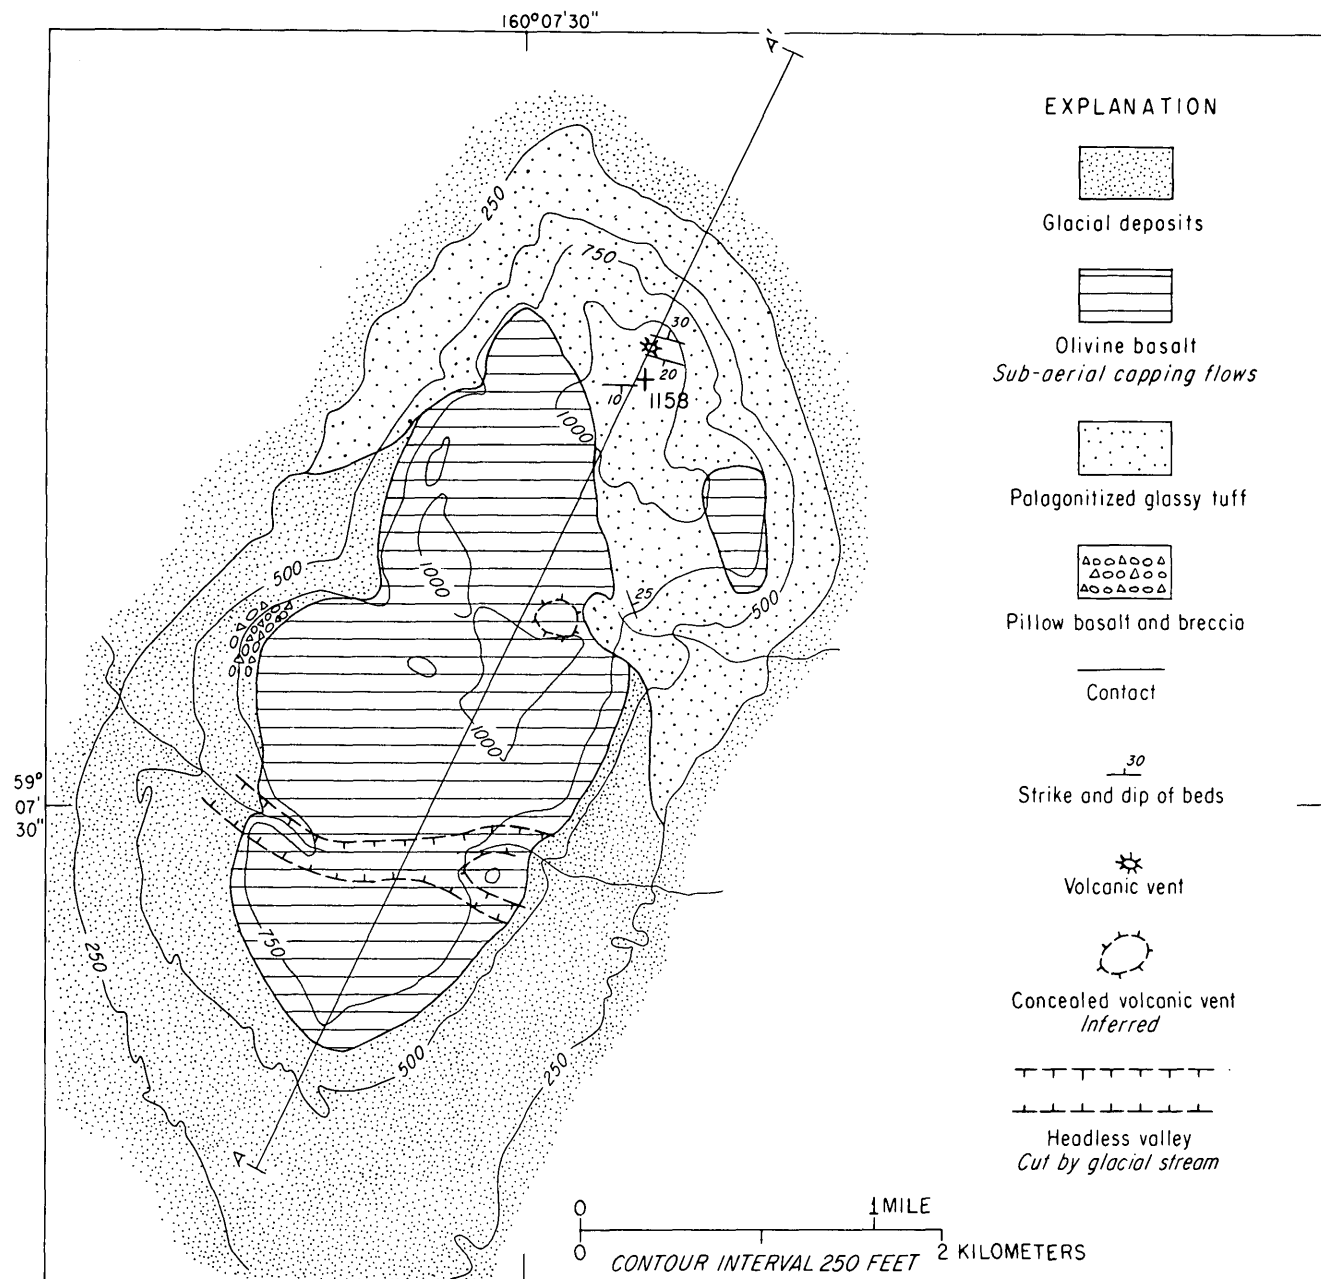 160°07'30"
A'
EXPLANATION
250
Glacial deposits
750
30
Olivine basalt
Sub-aerial capping flows
20
10
1158
1000
Palagonitized glassy tuff
500
1000
25
500
Pillow basalt and breccia
Contact
1000
30
59°
07'
30"
Strike and dip of beds
Volcanic vent
750
250
Concealed volcanic vent
Inferred
500
250
Headless valley
Cut by glacial stream
A
0 1 MILE
0 2 KILOMETERS
CONTOUR INTERVAL 250 FEET